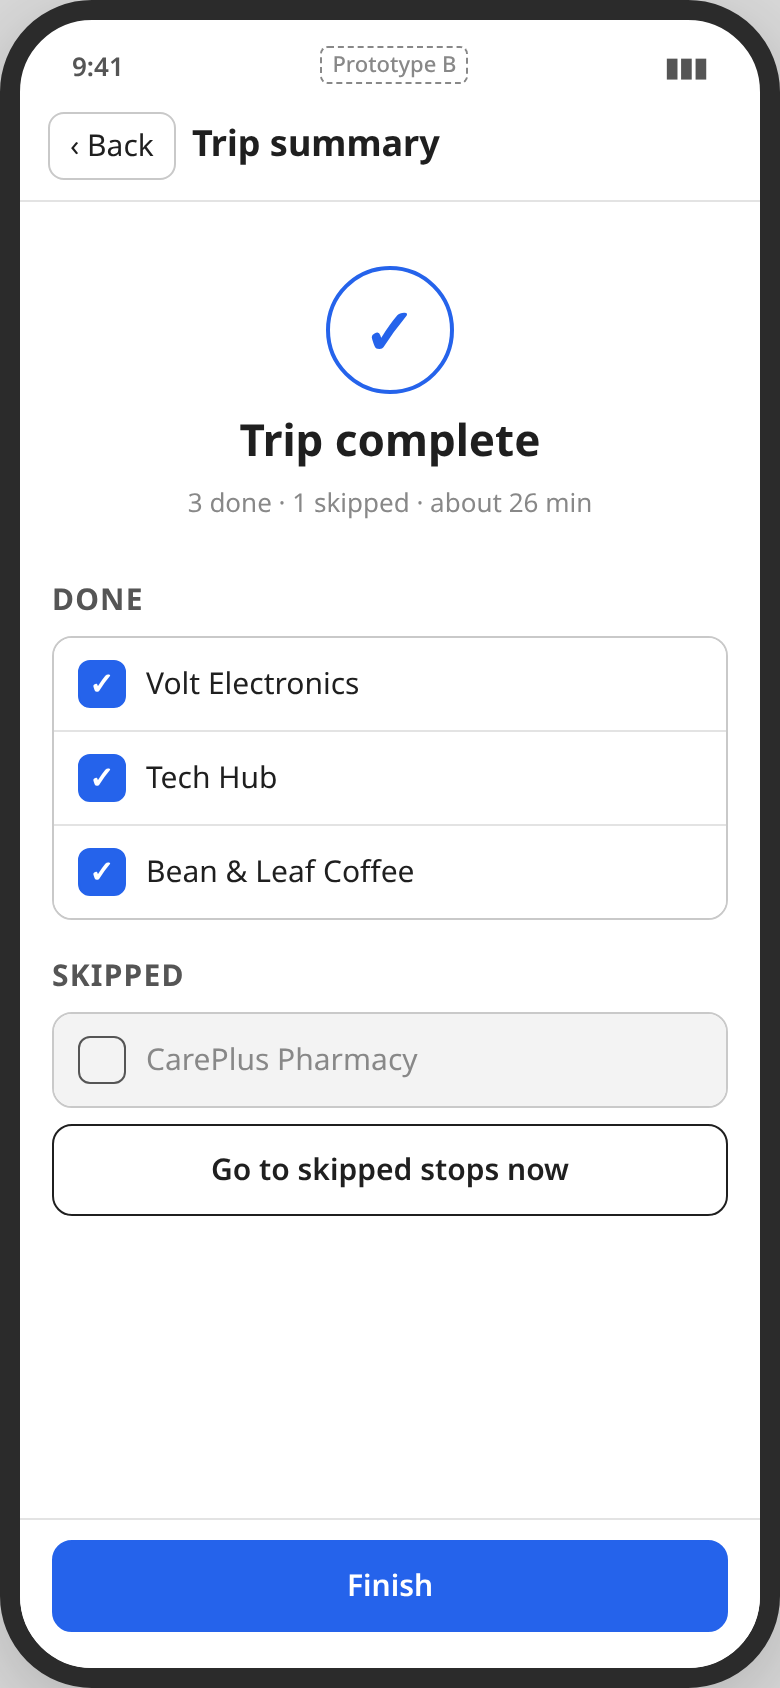 9:41
Prototype B
‹ Back
Trip summary
✓
Trip complete
3 done · 1 skipped · about 26 min
DONE
✓ Volt Electronics
✓ Tech Hub
✓ Bean & Leaf Coffee
SKIPPED
CarePlus Pharmacy
Go to skipped stops now
Finish